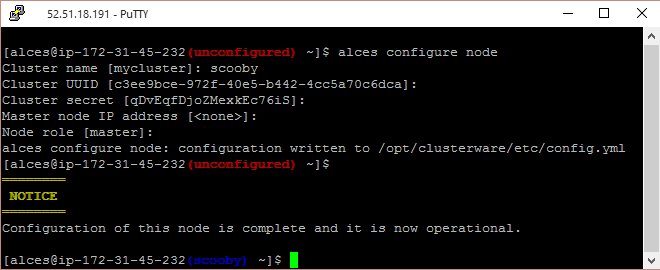 52.51.18.191 - PuTTY
[alces@ip-172-31-45-232(unconfigured) ~]$ alces configure node
Cluster name [mycluster]: scooby
Cluster UUID [c3ee9bce-972f-40e5-b442-4cc5a70c6dca]:
Cluster secret [qDvEqfDjoZMexkEc76iS]:
Master node IP address [<none>]:
Node role [master]:
alces configure node: configuration written to /opt/clusterware/etc/config.yml
[alces@ip-172-31-45-232(unconfigured) ~]$
NOTICE
Configuration of this node is complete and it is now operational.
[alces@ip-172-31-45-232(scooby) ~]$